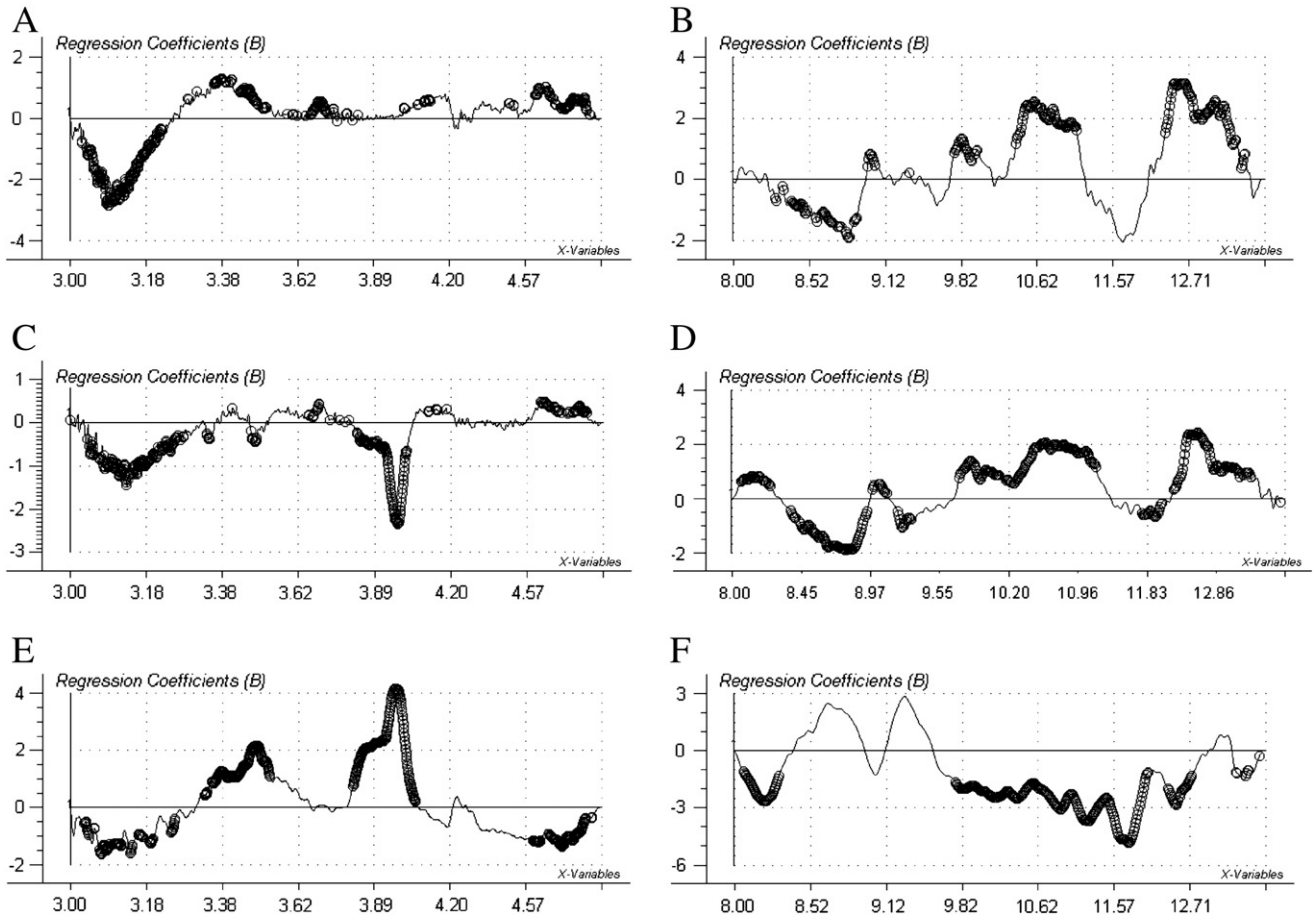 A
Regression Coefficients (B)
2
0
-2
-4
X-Variables
3.00 3.18 3.38 3.62 3.89 4.20 4.57
B
Regression Coefficients (B)
4
2
0
-2
X-Variables
8.00 8.52 9.12 9.82 10.62 11.57 12.71
C
Regression Coefficients (B)
1
0
-1
-2
-3
X-Variables
3.00 3.18 3.38 3.62 3.89 4.20 4.57
D
Regression Coefficients (B)
4
2
0
-2
X-Variables
8.00 8.45 8.97 9.55 10.20 10.96 11.83 12.86
E
Regression Coefficients (B)
4
2
0
-2
X-Variables
3.00 3.18 3.38 3.62 3.89 4.20 4.57
F
Regression Coefficients (B)
3
0
-3
-6
X-Variables
8.00 8.52 9.12 9.82 10.62 11.57 12.71